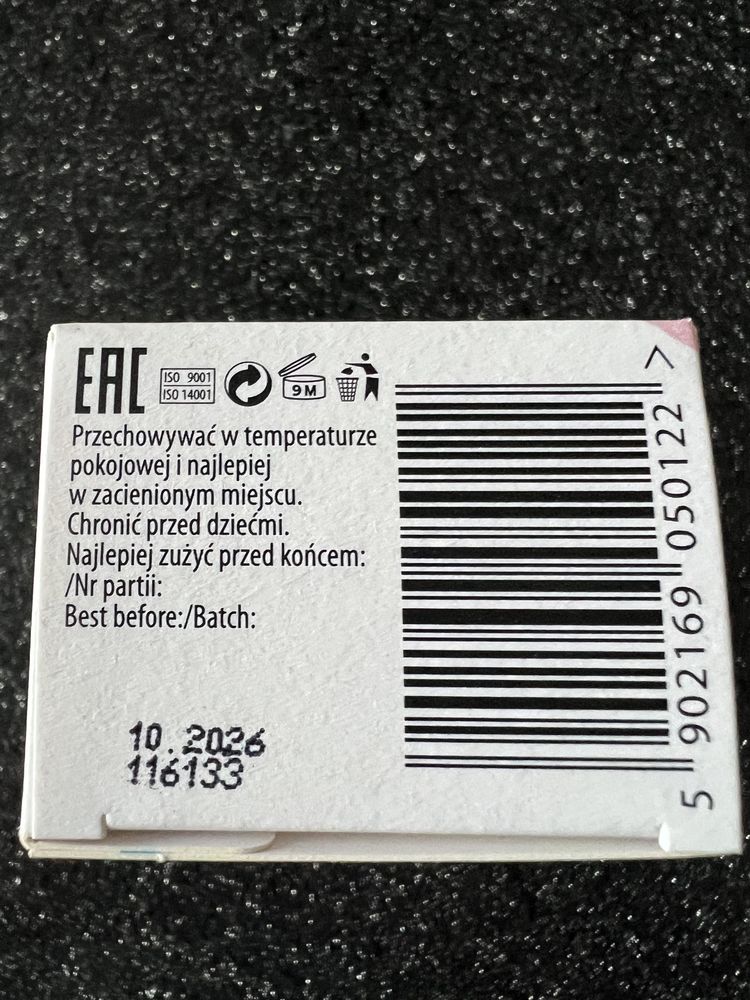 EAC
ISO 9001
ISO 14001
9 M
Przechowywać w temperaturze
pokojowej i najlepiej
w zacienionym miejscu.
Chronić przed dziećmi.
Najlepiej zużyć przed końcem:
/Nr partii:
Best before:/Batch:
10.2026
116133
5 902169 050122 >